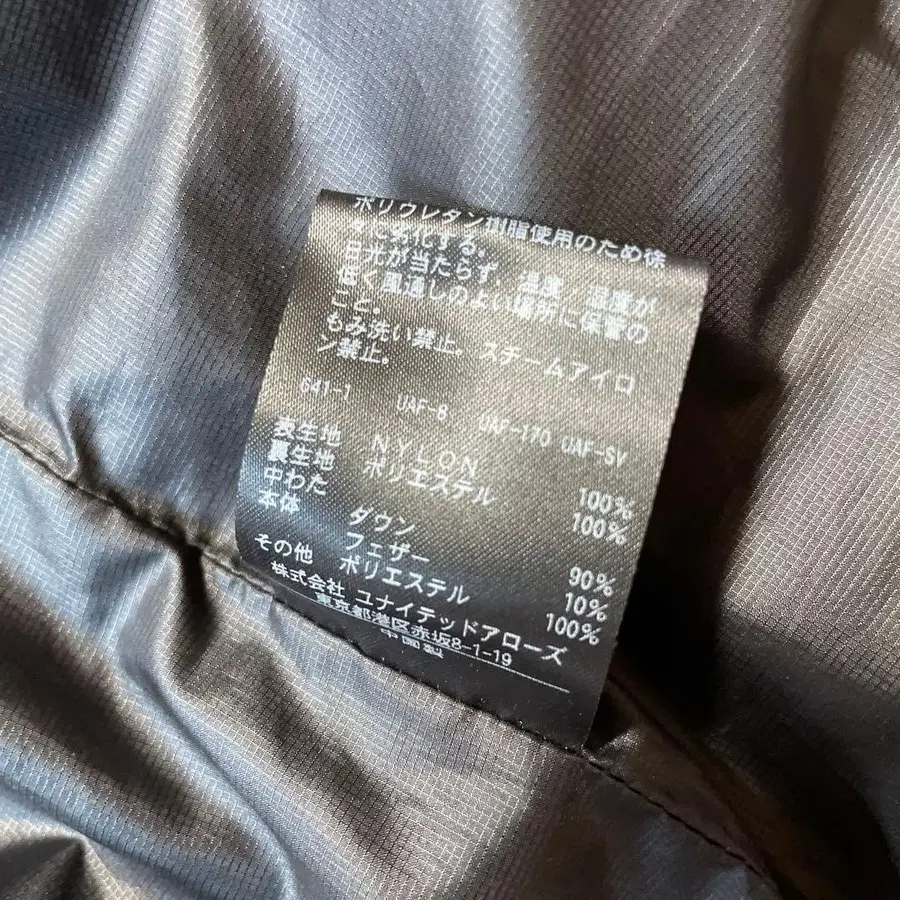 ポリウレタン樹脂使用のため徐
々に劣化する。
日光が当たらず、温度／湿度が
低く風通しの良い場所に保管の
こと。
もみ洗い禁止。スチームアイロ
ン禁止。
641-1 UAF-8 UAF-170 UAF-SY
表生地 NYLON 100%
裏生地 ポリエステル 100%
中わた
本体 ダウン 90%
フェザー 10%
その他 ポリエステル 100%
株式会社 ユナイテッドアローズ
東京都港区赤坂8-1-19
中国製